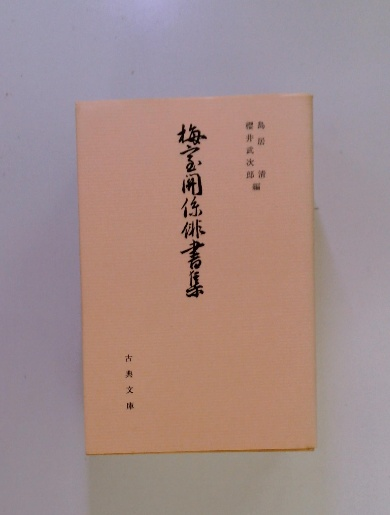 鳥居清
櫻井武次郎編
梅室関係俳書集
古典文庫